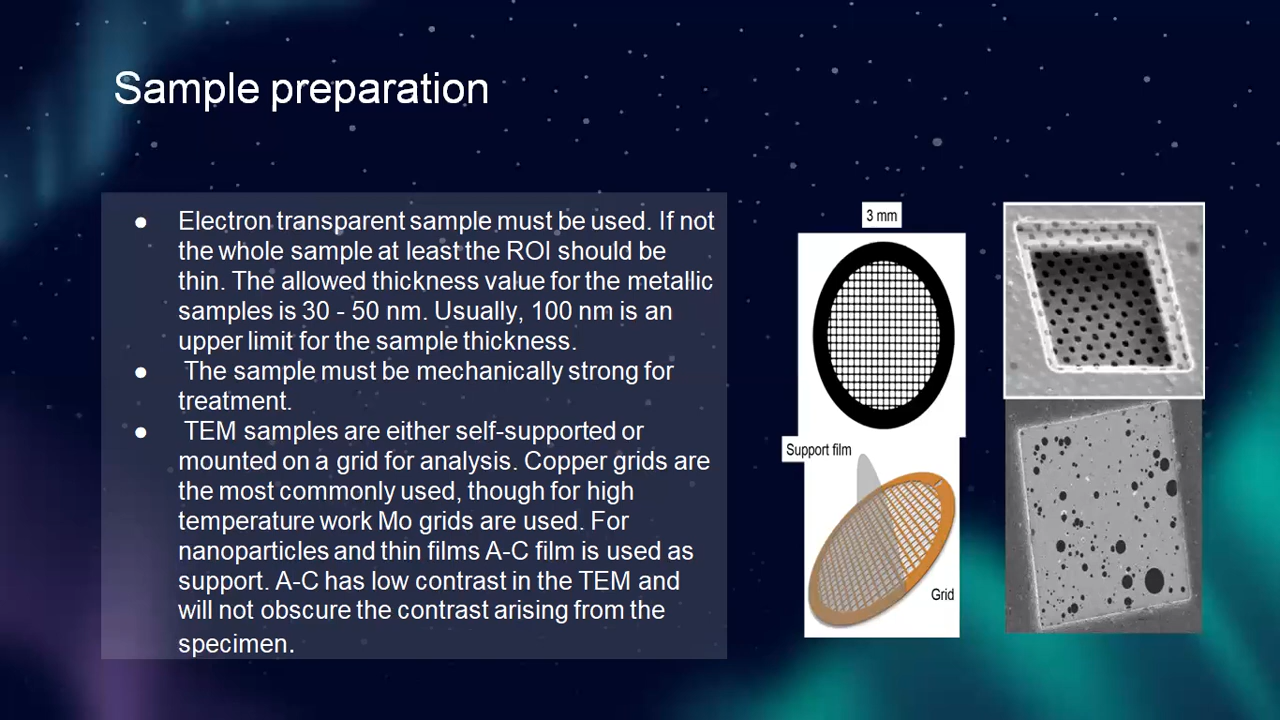 Sample preparation
● Electron transparent sample must be used. If not
the whole sample at least the ROI should be
thin. The allowed thickness value for the metallic
samples is 30 - 50 nm. Usually, 100 nm is an
upper limit for the sample thickness.
● The sample must be mechanically strong for
treatment.
● TEM samples are either self-supported or
mounted on a grid for analysis. Copper grids are
the most commonly used, though for high
temperature work Mo grids are used. For
nanoparticles and thin films A-C film is used as
support. A-C has low contrast in the TEM and
will not obscure the contrast arising from the
specimen.
3 mm
Support film
Grid